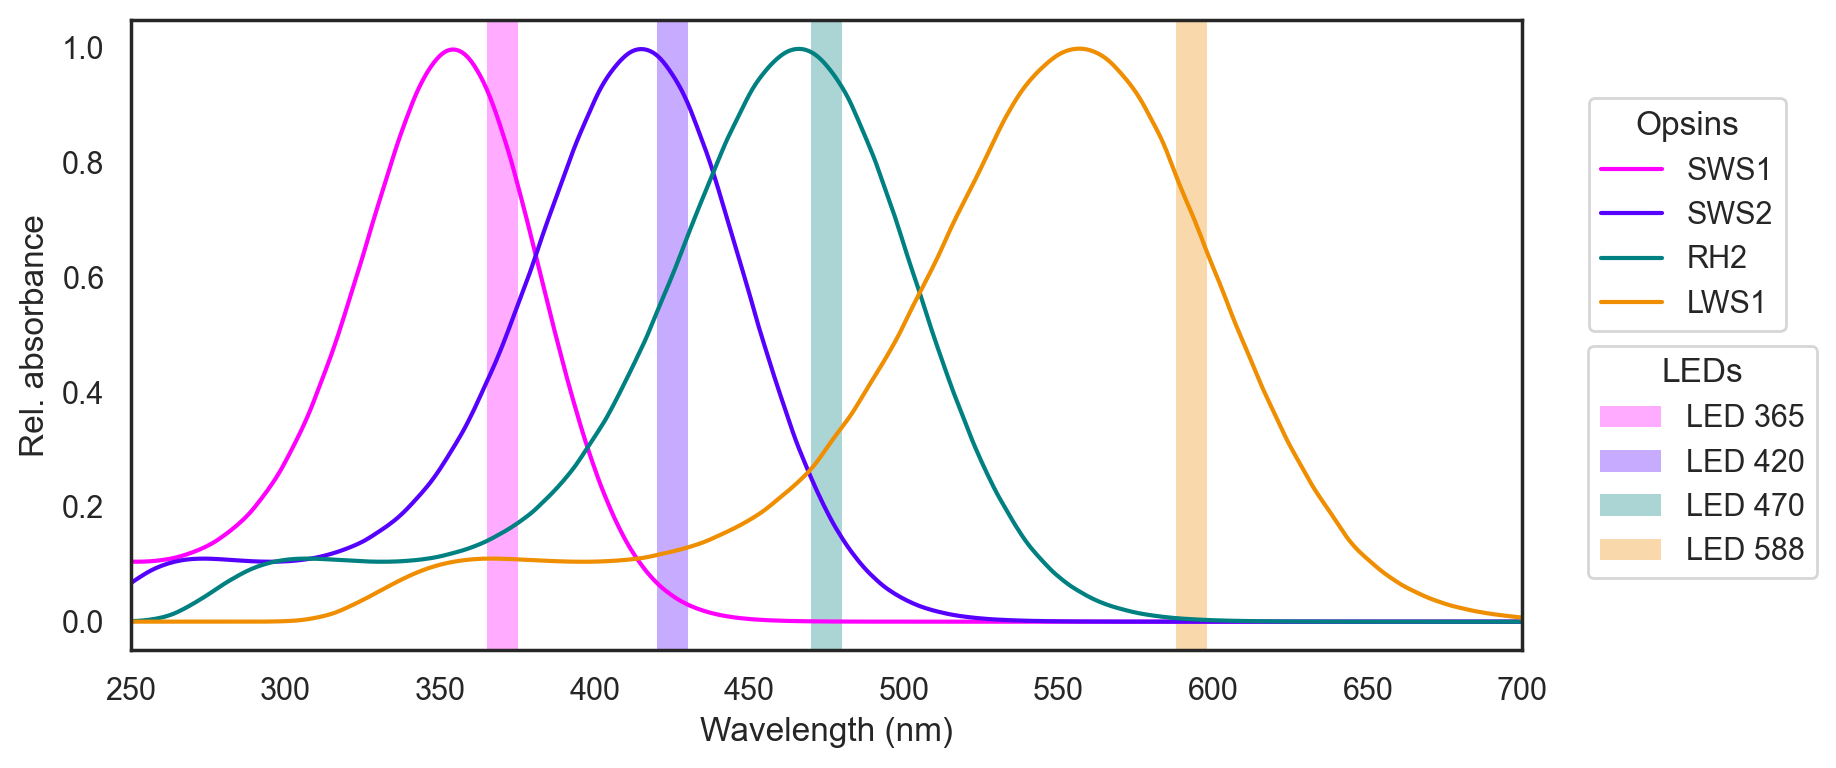 1.0
0.8
0.6
0.4
0.2
0.0
Rel. absorbance
250 300 350 400 450 500 550 600 650 700
Wavelength (nm)
Opsins
SWS1
SWS2
RH2
LWS1
LEDs
LED 365
LED 420
LED 470
LED 588